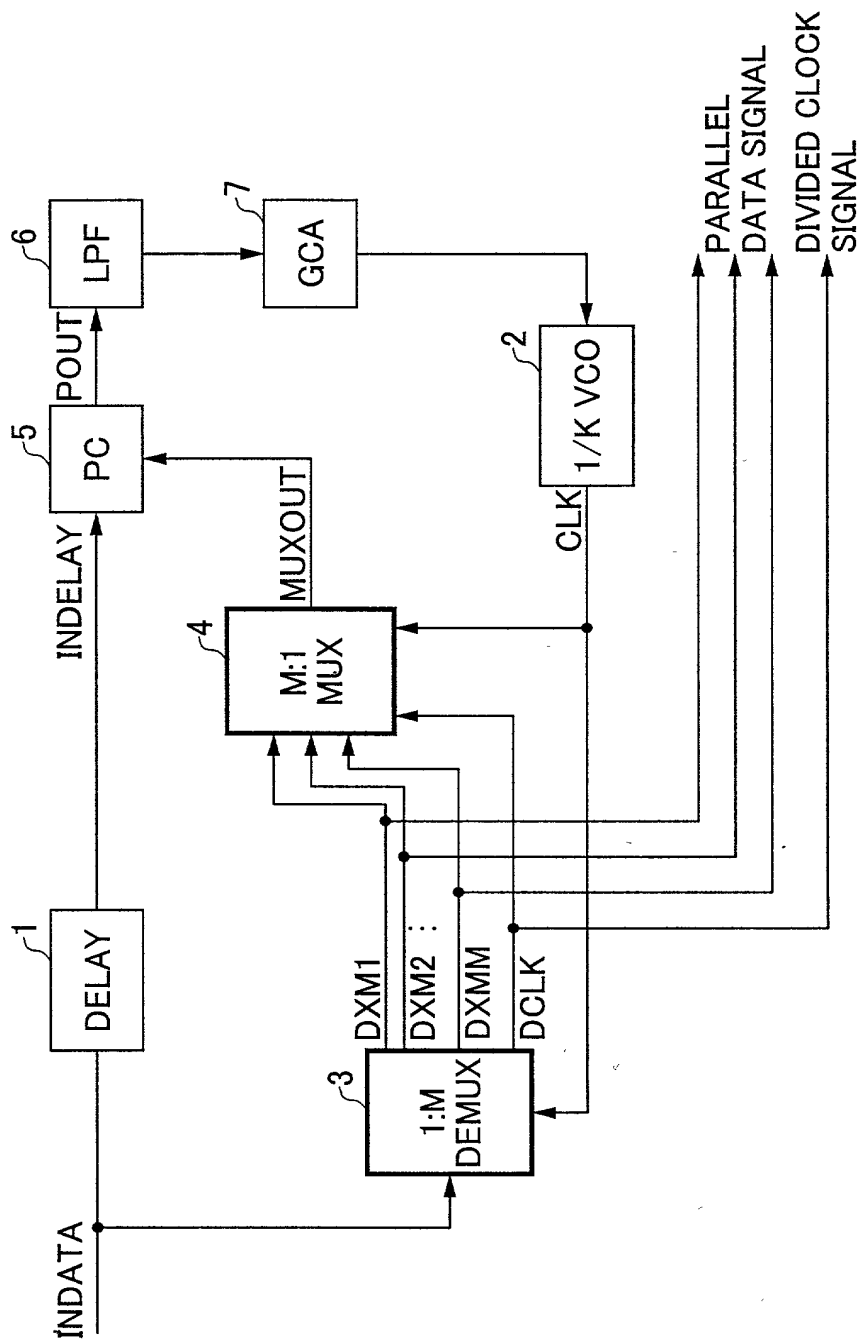 INDATA
1
DELAY
INDELAY
5
PC
POUT
6
LPF
7
GCA
3
1:M
DEMUX
DXM1
DXM2
...
DXMM
DCLK
4
M:1
MUX
MUXOUT
CLK
2
1/K VCO
PARALLEL
DATA SIGNAL
DIVIDED CLOCK
SIGNAL